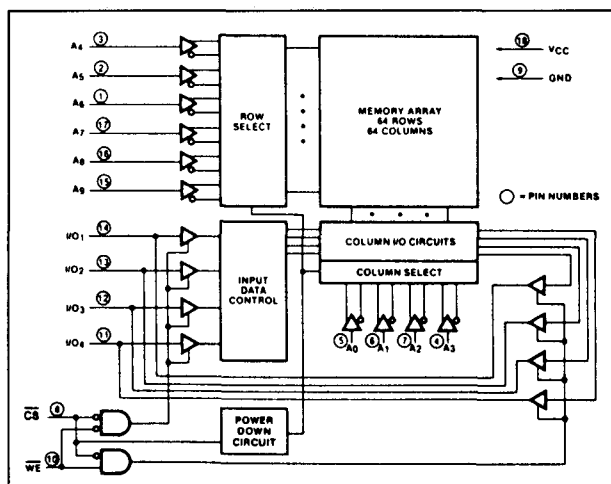 A4 3
A5 2
A6 1
A7 17
A8 16
A9 15
ROW
SELECT
MEMORY ARRAY
64 ROWS
64 COLUMNS
18 VCC
9 GND
= PIN NUMBERS
I/O1 14
I/O2 13
I/O3 12
I/O4 11
INPUT
DATA
CONTROL
COLUMN I/O CIRCUITS
COLUMN SELECT
5 A0 6 A1 7 A2 4 A3
CS 8
WE 10
POWER
DOWN
CIRCUIT